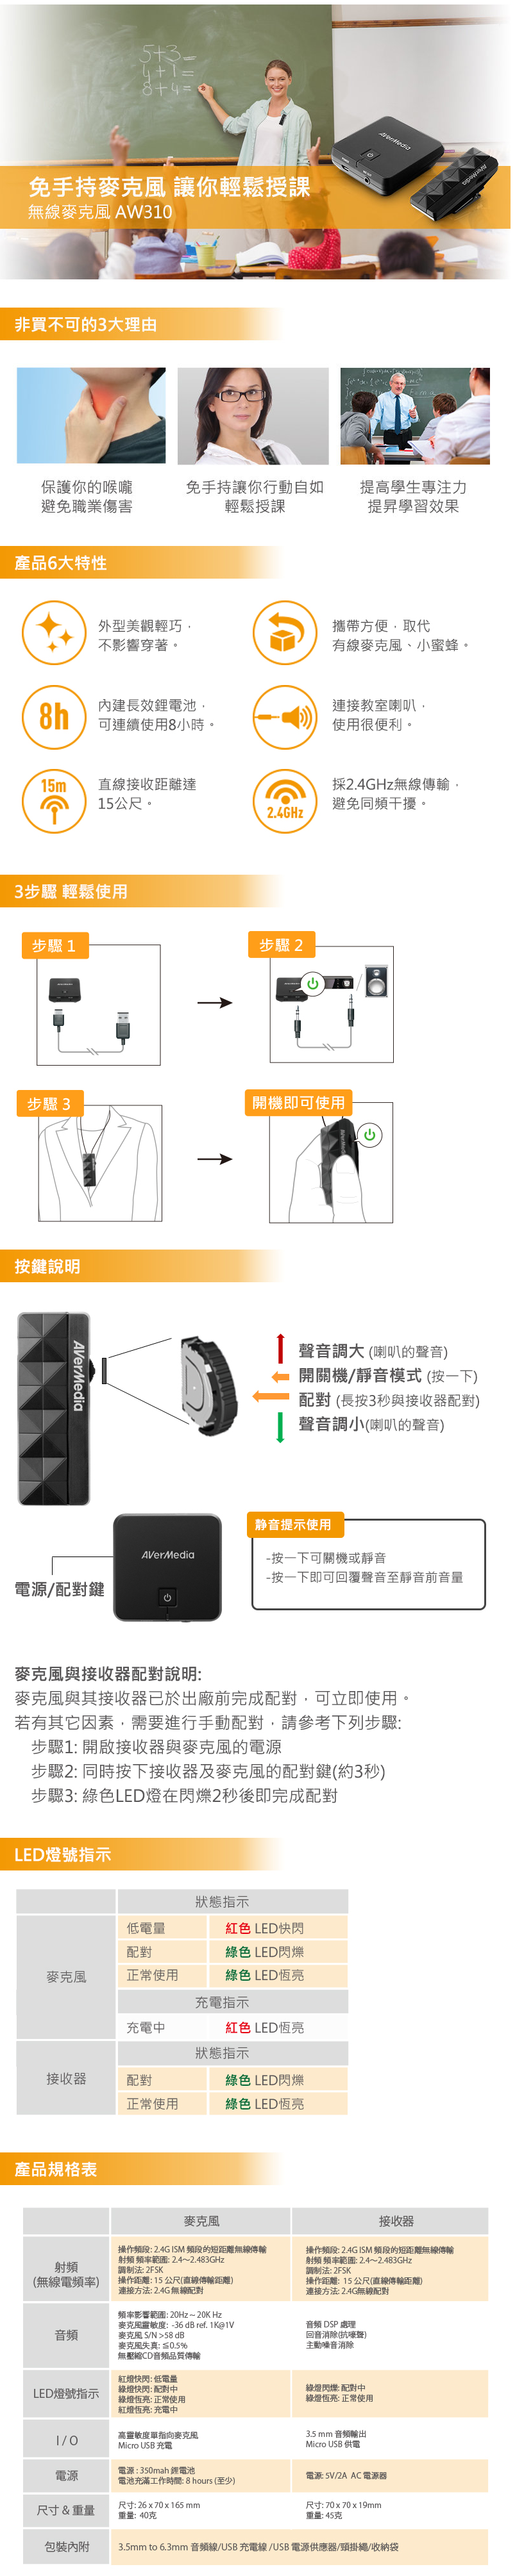 5+3=
4+1=
8+4=
AVerMedia
AVerMedia
免手持麥克風 讓你輕鬆授課
無線麥克風 AW310
非買不可的3大理由
保護你的喉嚨
避免職業傷害
免手持讓你行動自如
輕鬆授課
提高學生專注力
提昇學習效果
產品6大特性
外型美觀輕巧，
不影響穿著。
攜帶方便，取代
有線麥克風、小蜜蜂。
8h
內建長效鋰電池，
可連續使用8小時。
連接教室喇叭，
使用很便利。
15m
直線接收距離達
15公尺。
2.4GHz
採2.4GHz無線傳輸，
避免同頻干擾。
3步驟 輕鬆使用
步驟 1
步驟 2
步驟 3
開機即可使用
AVerMedia
按鍵說明
AVerMedia
聲音調大 (喇叭的聲音)
開關機/靜音模式 (按一下)
配對 (長按3秒與接收器配對)
聲音調小(喇叭的聲音)
AVerMedia
電源/配對鍵
静音提示使用
-按一下可關機或靜音
-按一下即可回覆聲音至靜音前音量
麥克風與接收器配對說明:
麥克風與其接收器已於出廠前完成配對，可立即使用。
若有其它因素，需要進行手動配對，請參考下列步驟:
步驟1: 開啟接收器與麥克風的電源
步驟2: 同時按下接收器及麥克風的配對鍵(約3秒)
步驟3: 綠色LED燈在閃爍2秒後即完成配對
LED燈號指示
狀態指示
麥克風
低電量 紅色 LED快閃
配對 綠色 LED閃爍
正常使用 綠色 LED恆亮
充電指示
充電中 紅色 LED恆亮
狀態指示
接收器
配對 綠色 LED閃爍
正常使用 綠色 LED恆亮
產品規格表
麥克風 接收器
射頻
(無線電頻率)
操作頻段: 2.4G ISM 頻段的短距離無線傳輸
射頻 頻率範圍: 2.4～2.483GHz
調制法: 2FSK
操作距離: 15 公尺(直線傳輸距離)
連接方法: 2.4G 無線配對
操作頻段: 2.4G ISM 頻段的短距離無線傳輸
射頻 頻率範圍: 2.4～2.483GHz
調制法: 2FSK
操作距離: 15 公尺(直線傳輸距離)
連接方法: 2.4G無線配對
音頻
頻率影響範圍: 20Hz ~ 20K Hz
麥克風靈敏度: -36 dB ref. 1K@1V
麥克風 S/N >58 dB
麥克風失真: ≦0.5%
無壓縮CD音頻品質傳輸
音頻 DSP 處理
回音消除(抗嚎聲)
主動噪音消除
LED燈號指示
紅燈快閃: 低電量
綠燈快閃: 配對中
綠燈恆亮: 正常使用
紅燈恆亮: 充電中
綠燈閃爍: 配對中
綠燈恆亮: 正常使用
I / O
高靈敏度單指向麥克風
Micro USB 充電
3.5 mm 音頻輸出
Micro USB 供電
電源
電源 : 350mah 鋰電池
電池充滿工作時間: 8 hours (至少)
電源: 5V/2A AC 電源器
尺寸 & 重量
尺寸: 26 x 70 x 165 mm
重量: 40克
尺寸: 70 x 70 x 19mm
重量: 45克
包裝內附
3.5mm to 6.3mm 音頻線/USB 充電線 /USB 電源供應器/頸掛繩/收納袋